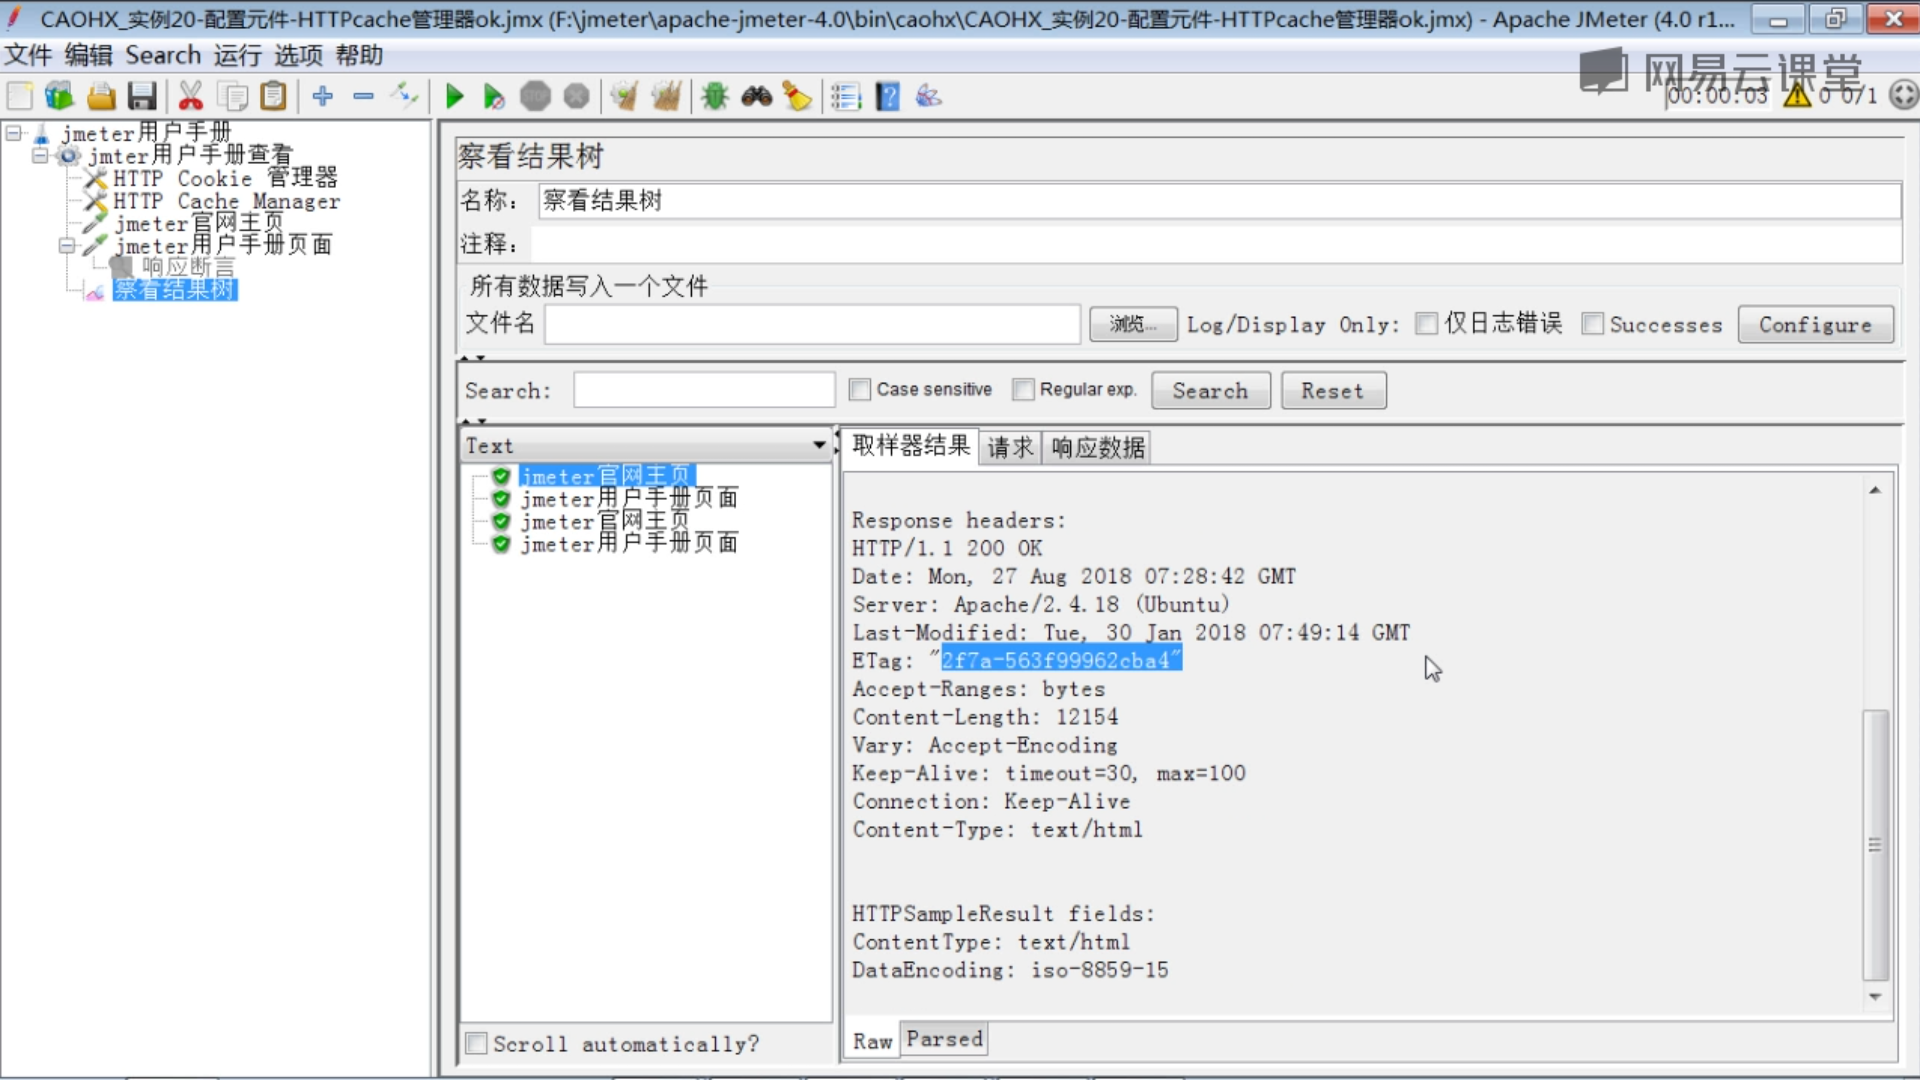 CAOHX_实例20-配置元件-HTTPcache管理器ok.jmx (F:\jmeter\apache-jmeter-4.0\bin\caohx\CAOHX_实例20-配置元件-HTTPcache管理器ok.jmx) - Apache JMeter (4.0 r1...
文件 编辑 Search 运行 选项 帮助
网易云课堂
00:00:03 0 0/1
jmeter用户手册
jmter用户手册查看
HTTP Cookie 管理器
HTTP Cache Manager
jmeter官网主页
jmeter用户手册页面
响应断言
察看结果树
察看结果树
名称： 察看结果树
注释：
所有数据写入一个文件
文件名 浏览... Log/Display Only: 仅日志错误 Successes Configure
Search: Case sensitive Regular exp. Search Reset
Text
jmeter官网主页
jmeter用户手册页面
jmeter官网主页
jmeter用户手册页面
Scroll automatically?
取样器结果 请求 响应数据
Response headers:
HTTP/1.1 200 OK
Date: Mon, 27 Aug 2018 07:28:42 GMT
Server: Apache/2.4.18 (Ubuntu)
Last-Modified: Tue, 30 Jan 2018 07:49:14 GMT
ETag: "2f7a-563f99962cba4"
Accept-Ranges: bytes
Content-Length: 12154
Vary: Accept-Encoding
Keep-Alive: timeout=30, max=100
Connection: Keep-Alive
Content-Type: text/html
HTTPSampleResult fields:
ContentType: text/html
DataEncoding: iso-8859-15
Raw Parsed